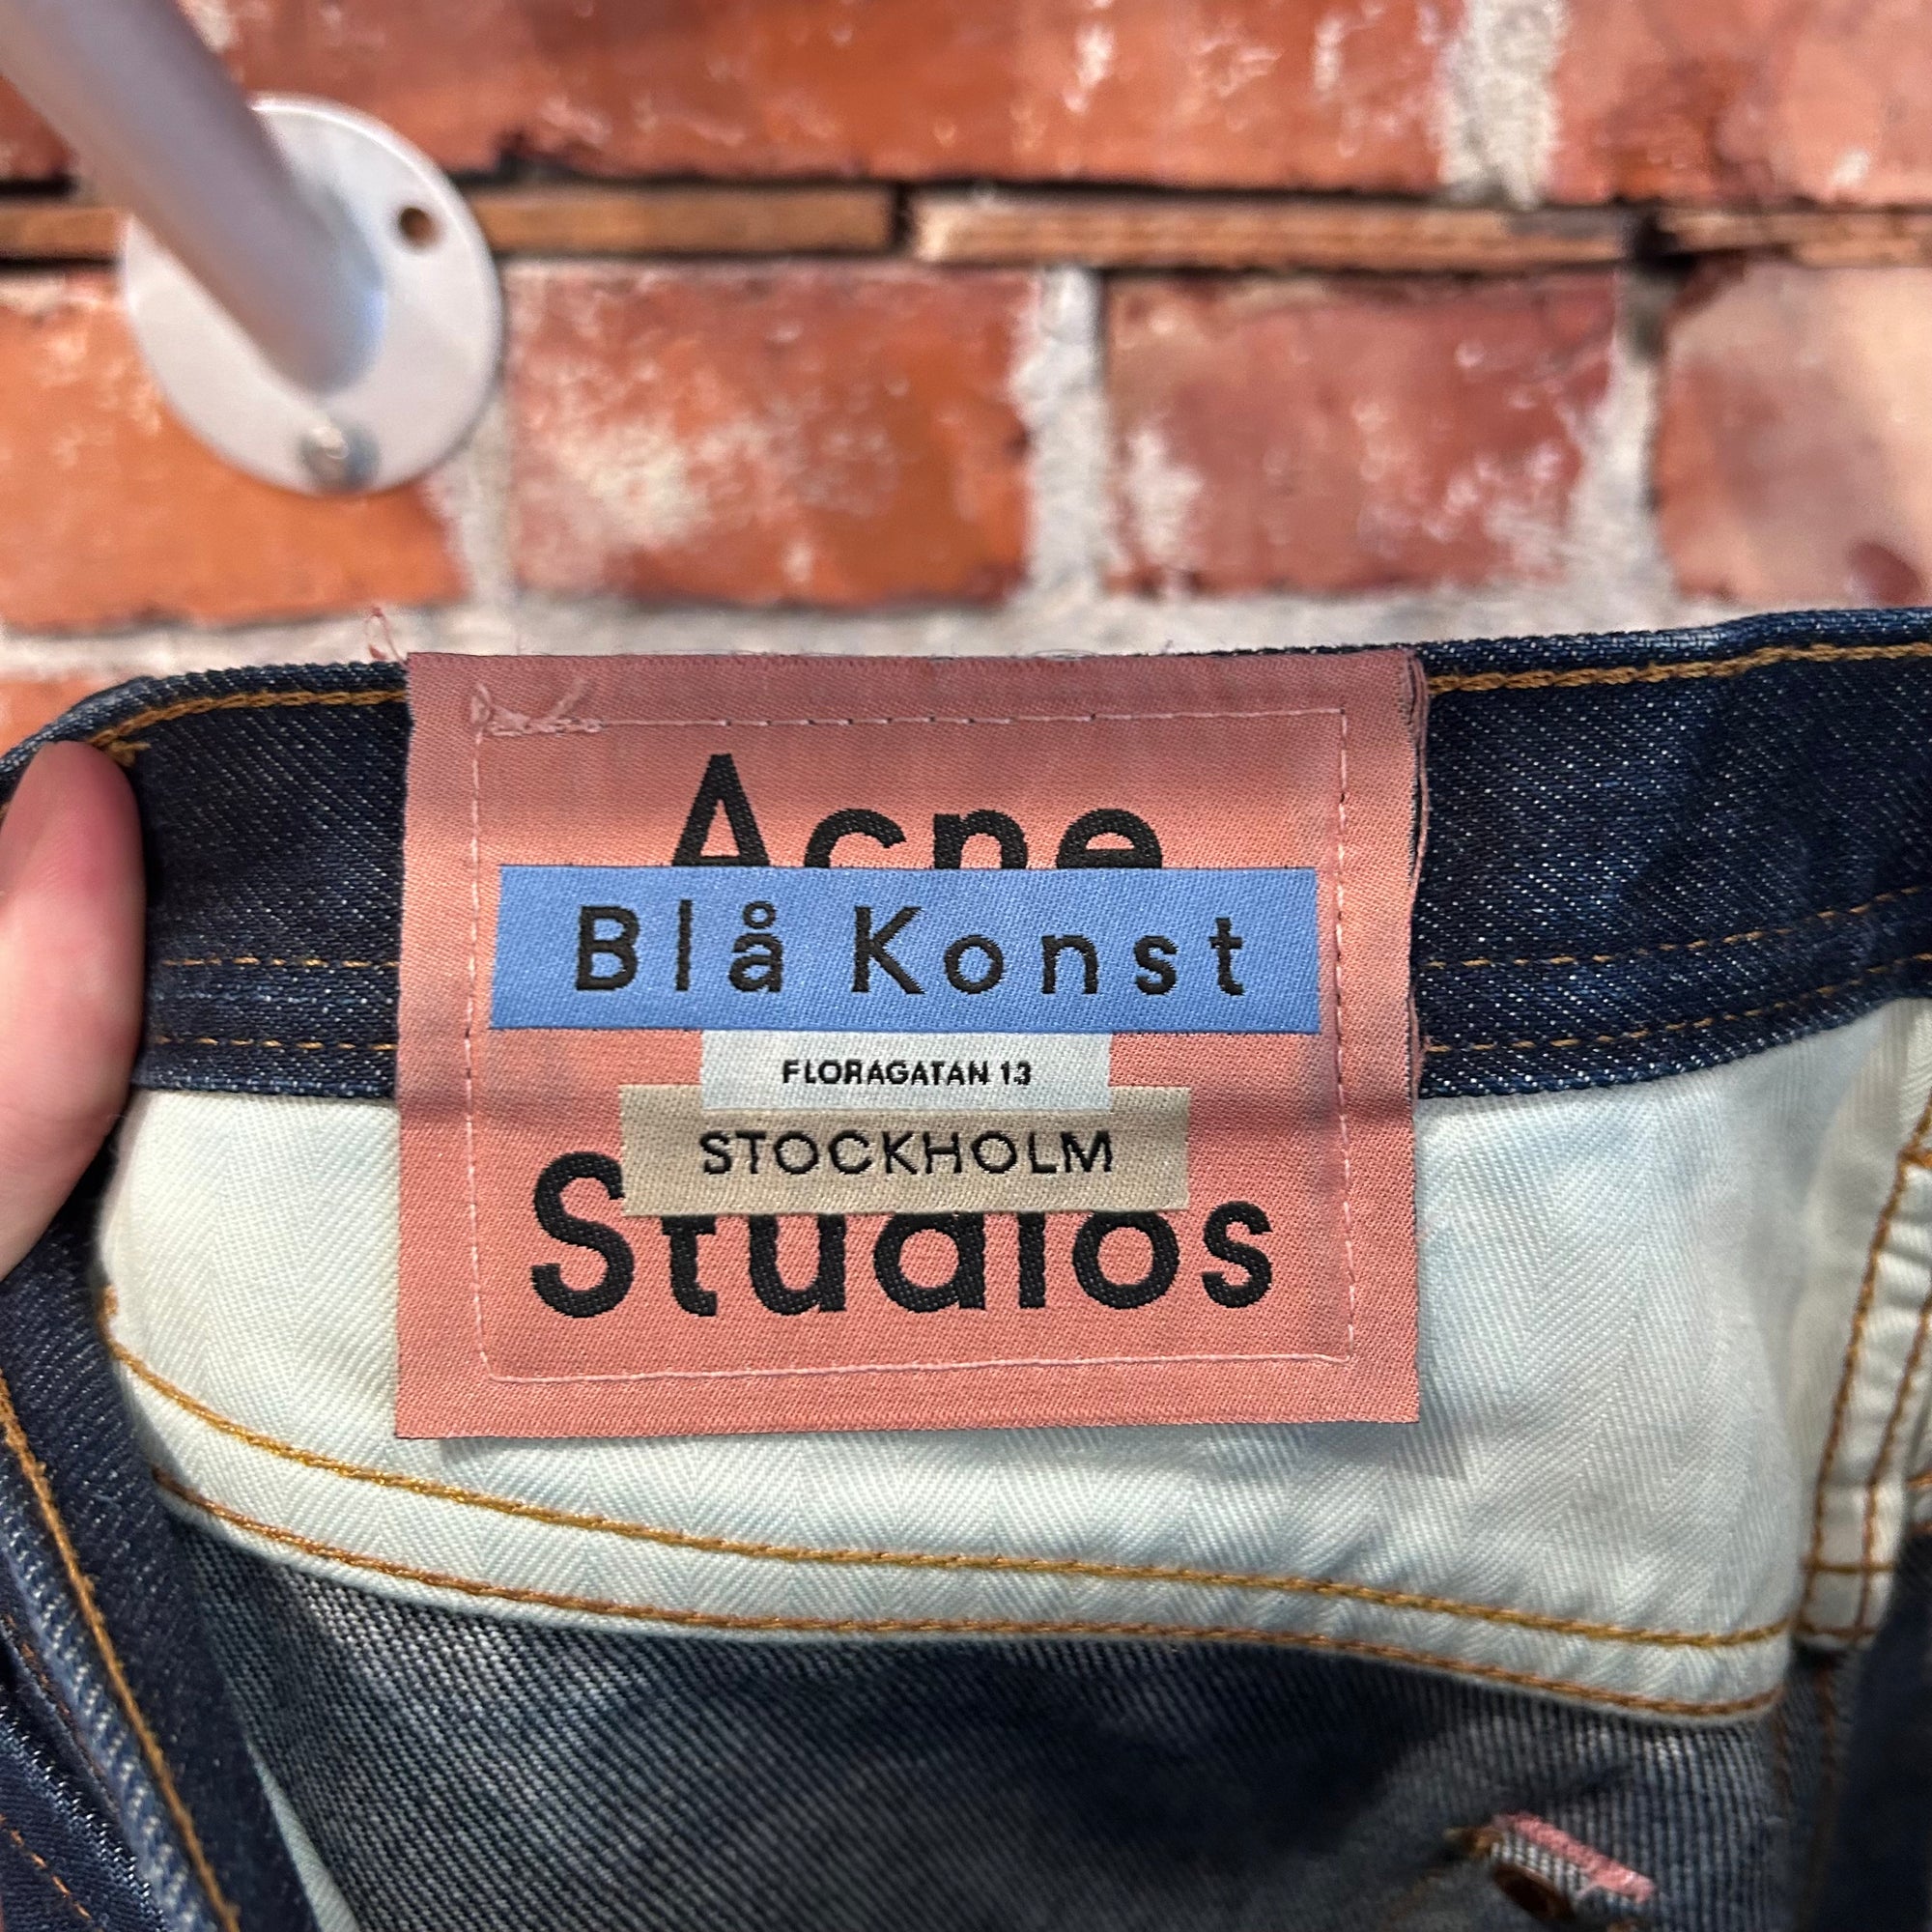 Acne
Blå Konst
FLORAGATAN 13
STOCKHOLM
Studios